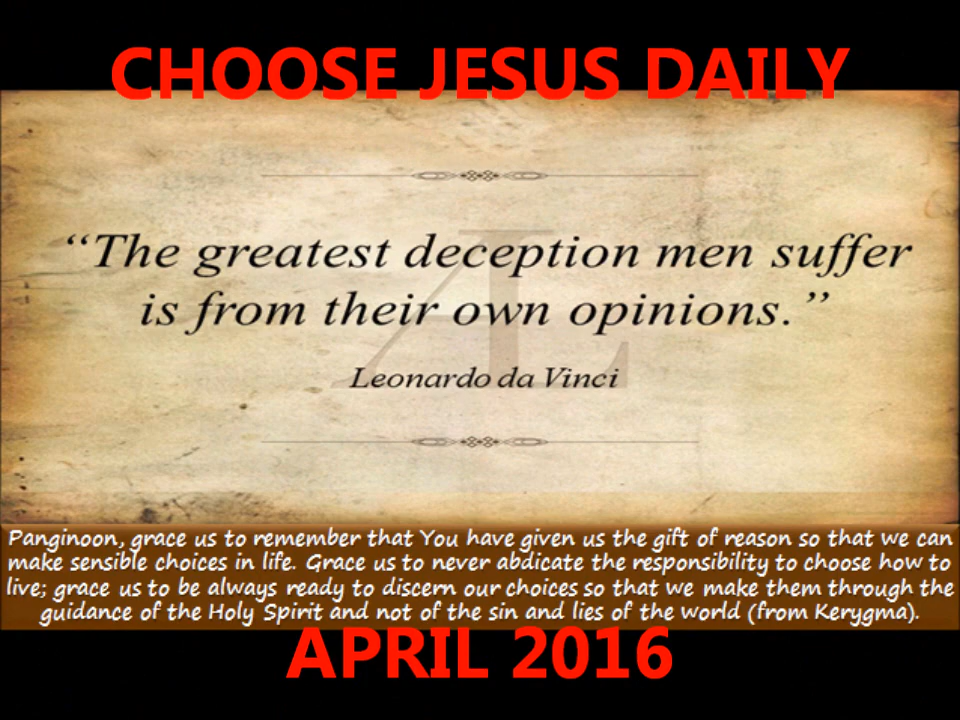 CHOOSE JESUS DAILY
“The greatest deception men suffer
is from their own opinions.”
Leonardo da Vinci
Panginoon, grace us to remember that You have given us the gift of reason so that we can
make sensible choices in life. Grace us to never abdicate the responsibility to choose how to
live; grace us to be always ready to discern our choices so that we make them through the
guidance of the Holy Spirit and not of the sin and lies of the world (from Kerygma).
APRIL 2016